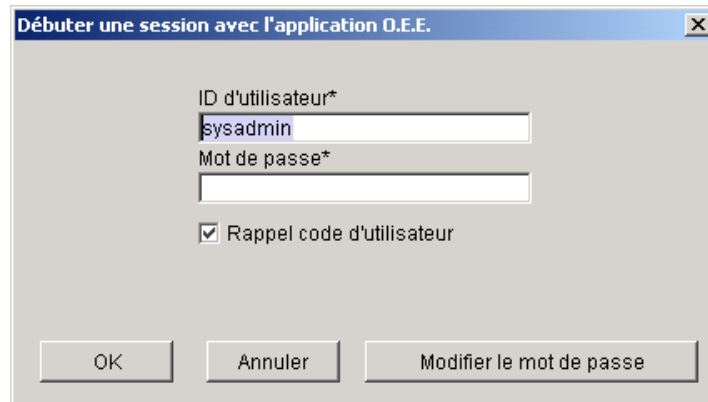 Débuter une session avec l'application O.E.E.
ID d'utilisateur*
sysadmin
Mot de passe*
Rappel code d'utilisateur
OK Annuler Modifier le mot de passe